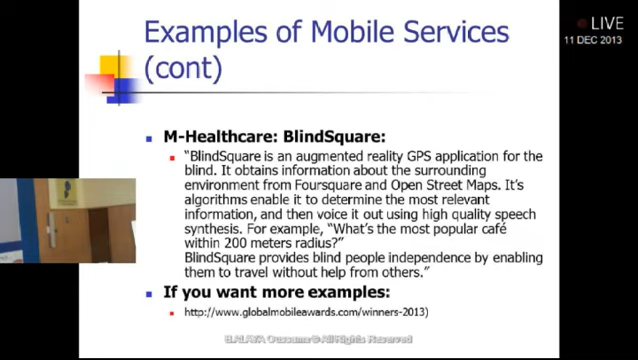 Examples of Mobile Services
(cont)
LIVE
11 DEC 2013
M-Healthcare: BlindSquare:
"BlindSquare is an augmented reality GPS application for the
blind. It obtains information about the surrounding
environment from Foursquare and Open Street Maps. It's
algorithms enable it to determine the most relevant
information, and then voice it out using high quality speech
synthesis. For example, "What's the most popular café
within 200 meters radius?"
BlindSquare provides blind people independence by enabling
them to travel without help from others."
If you want more examples:
http://www.globalmobileawards.com/winners-2013)
All Rights Reserved